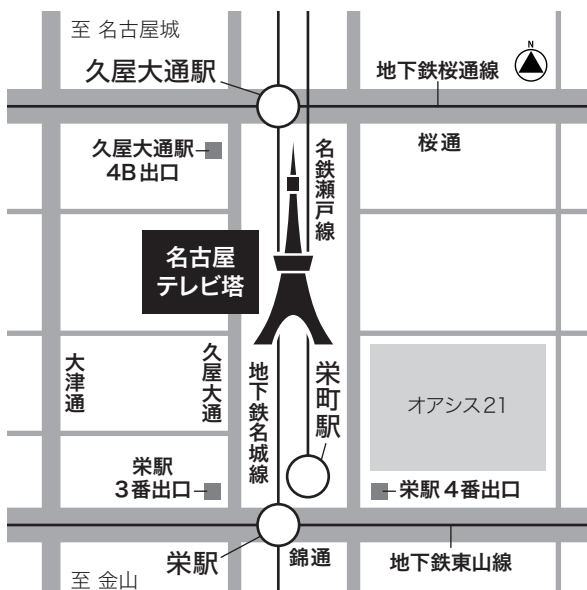 至 名古屋城
久屋大通駅
地下鉄桜通線
N
桜通
久屋大通駅
4B出口
名鉄瀬戸線
名古屋
テレビ塔
大津通
久屋大通
地下鉄名城線
栄町駅
オアシス21
栄駅
3番出口
栄駅4番出口
栄駅
錦通
地下鉄東山線
至 金山